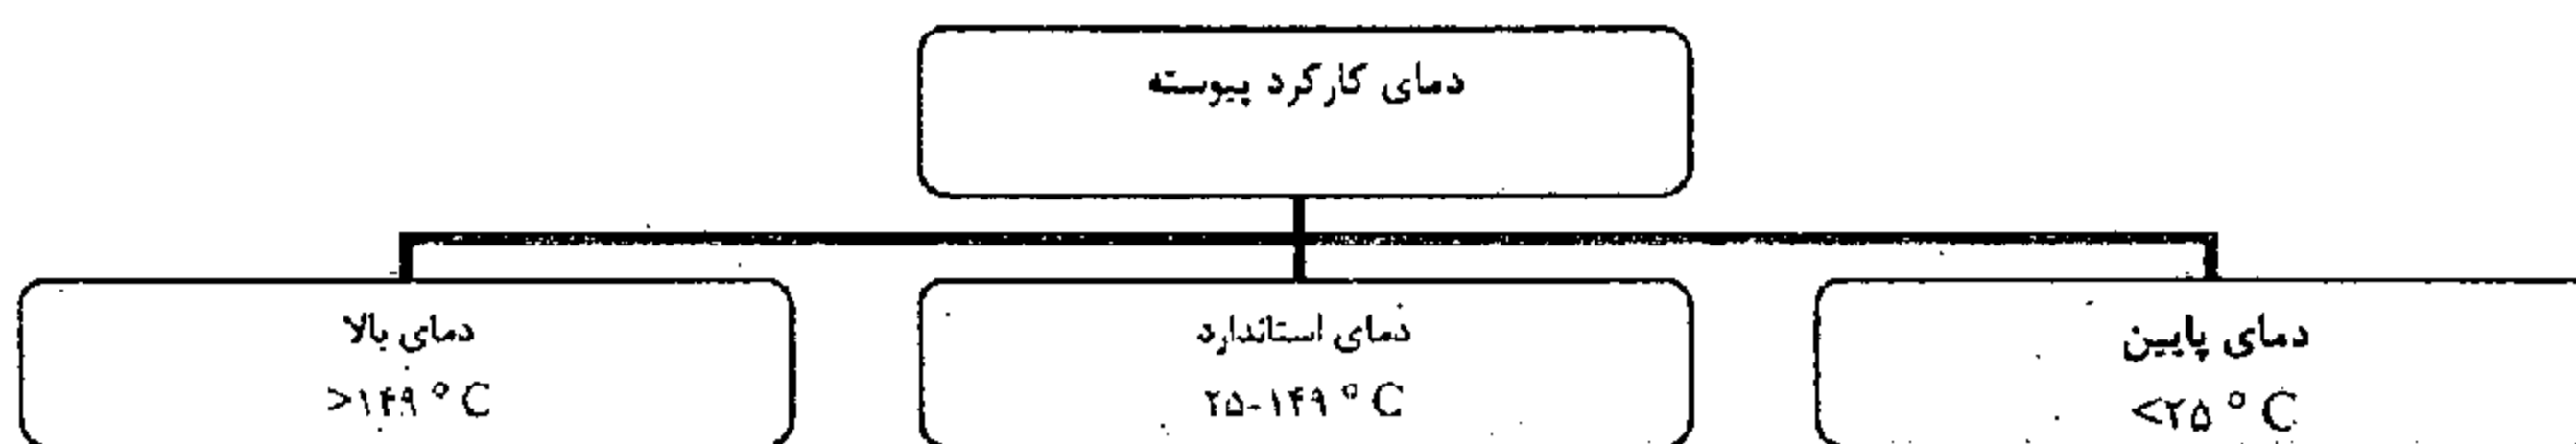 دمای کارکرد پیوسته
دمای پایین
<۲۵ ° C
دمای استاندارد
۲۵-۱۴۹ ° C
دمای بالا
>۱۴۹ ° C